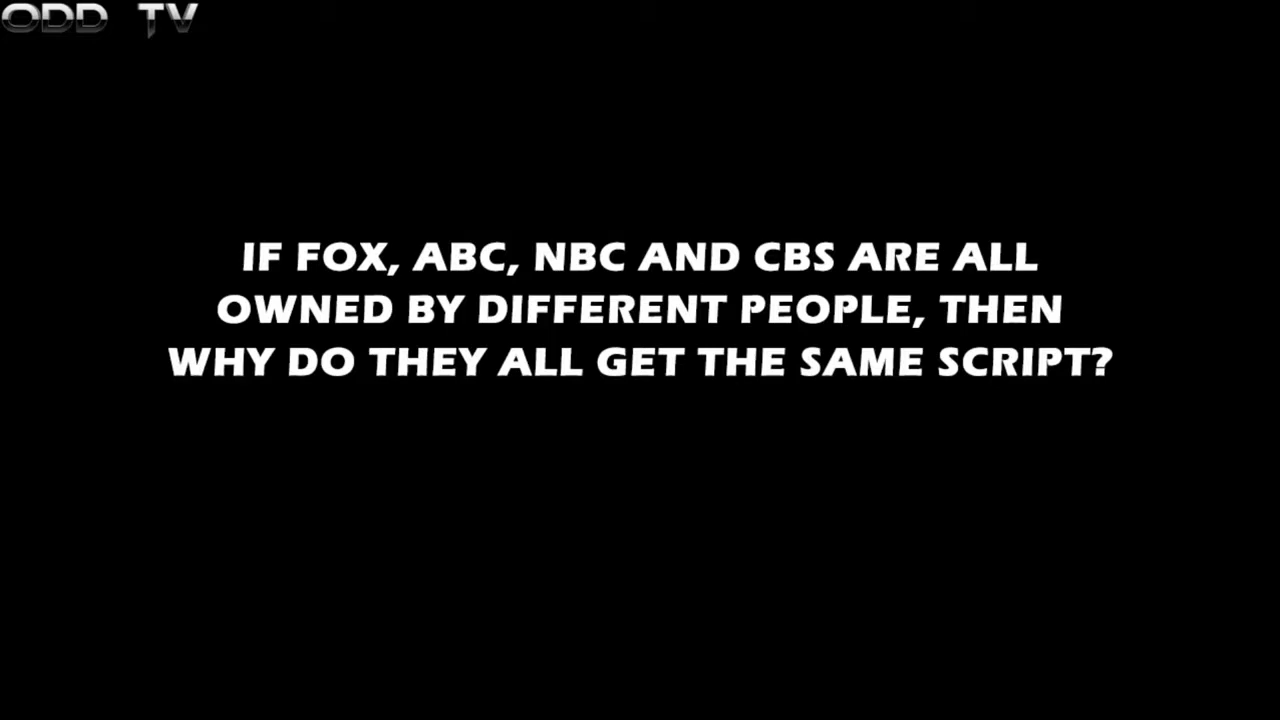 ODD TV
IF FOX, ABC, NBC AND CBS ARE ALL
OWNED BY DIFFERENT PEOPLE, THEN
WHY DO THEY ALL GET THE SAME SCRIPT?